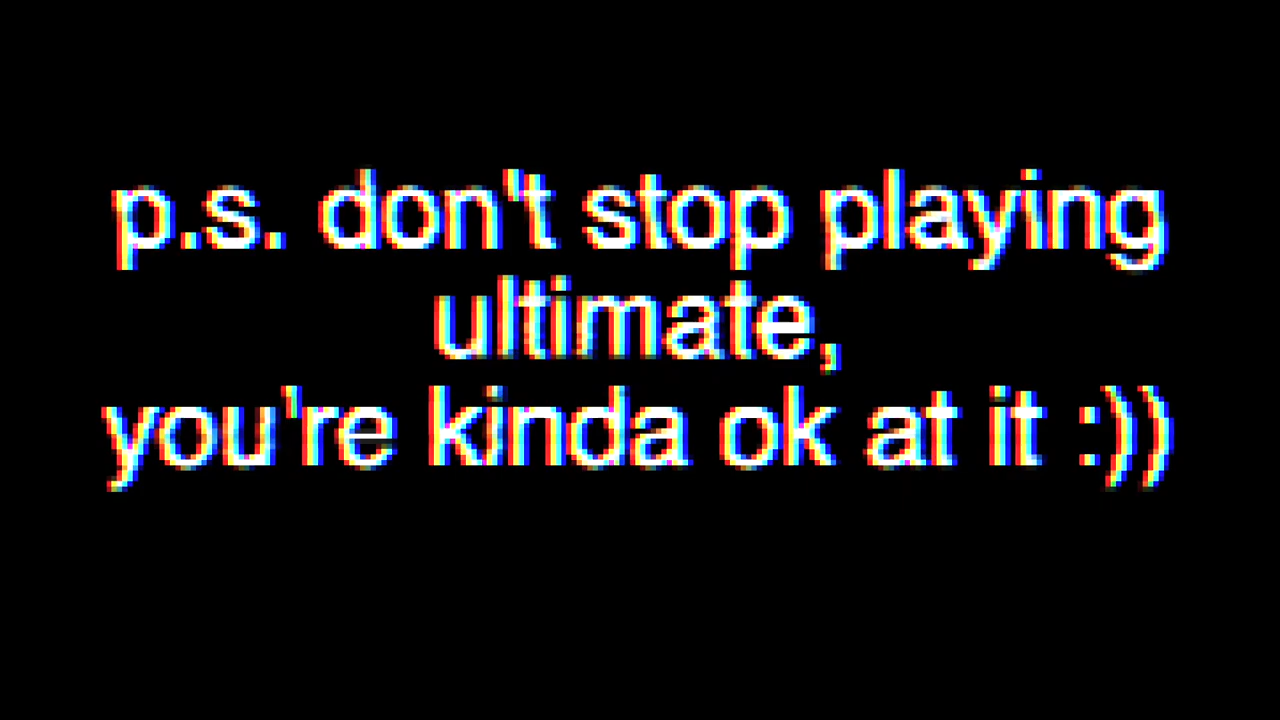 p.s. don't stop playing
ultimate,
you're kinda ok at it :))